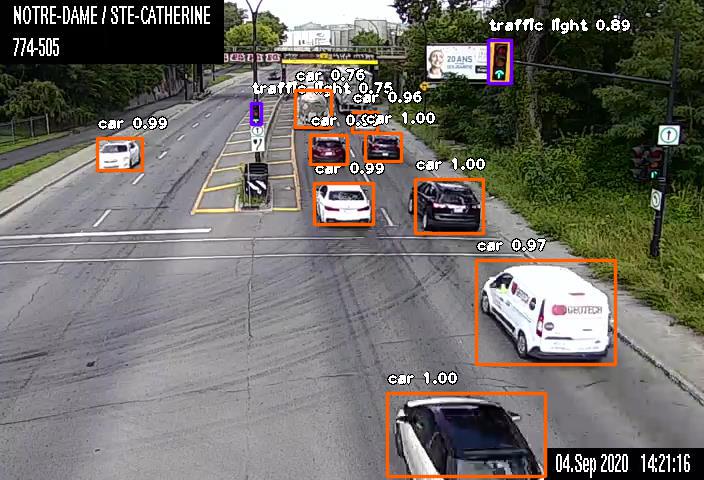 NOTRE-DAME / STE-CATHERINE
774-505
traffic light 0.89
car 0.76
traffic light 0.75
car 0.96
car 1.00
car 0.99
car 0.99
car 1.00
20 ANS
car 0.97
GEOTECH
car 1.00
04.Sep 2020 14:21:16